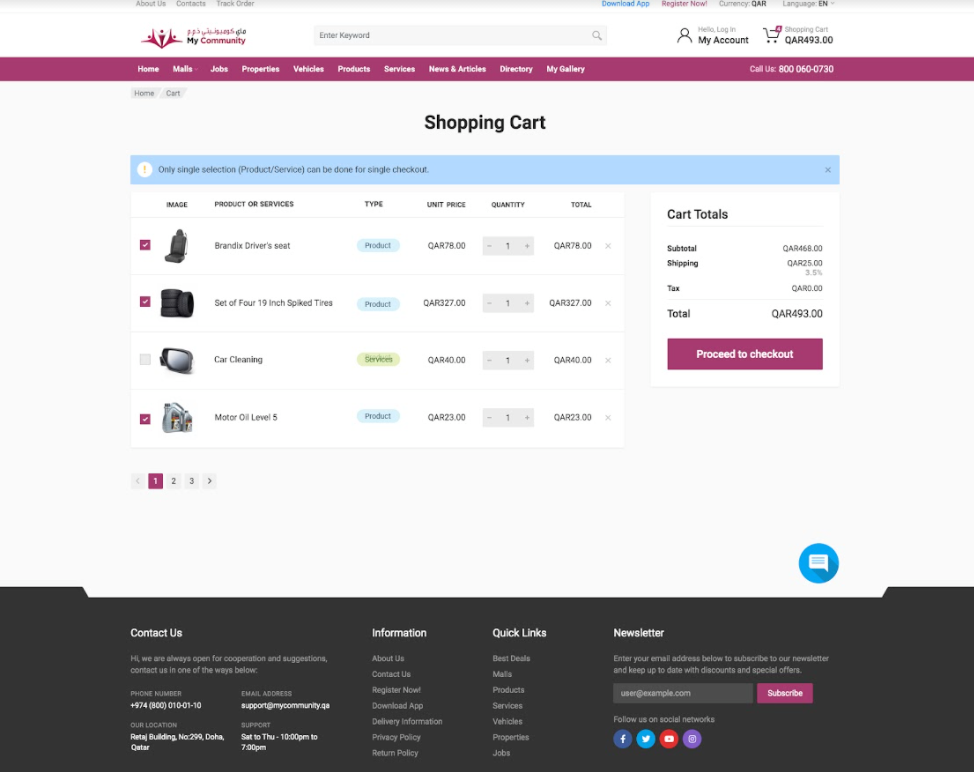 About Us Contacts Track Order Download App Register Now! Currency: QAR Language: EN
ماي كوميونيتي ذ.م.م
My Community
Enter Keyword
Hello, Log In
My Account
4
Shopping Cart
QAR493.00
Home Malls Jobs Properties Vehicles Products Services News & Articles Directory My Gallery Call Us: 800 060-0730
Home Cart
Shopping Cart
! Only single selection (Product/Service) can be done for single checkout. ×
IMAGE PRODUCT OR SERVICES TYPE UNIT PRICE QUANTITY TOTAL
Brandix Driver's seat Product QAR78.00 − 1 + QAR78.00 ×
Set of Four 19 Inch Spiked Tires Product QAR327.00 − 1 + QAR327.00 ×
Car Cleaning Services QAR40.00 − 1 + QAR40.00 ×
Motor Oil Level 5 Product QAR23.00 − 1 + QAR23.00 ×
Cart Totals
Subtotal QAR468.00
Shipping QAR25.00
3.5%
Tax QAR0.00
Total QAR493.00
Proceed to checkout
< 1 2 3 >
Contact Us
Hi, we are always open for cooperation and suggestions,
contact us in one of the ways below:
PHONE NUMBER EMAIL ADDRESS
+974 (800) 010-01-10 support@mycommunity.qa
OUR LOCATION SUPPORT
Retaj Building, No:299, Doha, Sat to Thu - 10:00pm to
Qatar 7:00pm
Information
About Us
Contact Us
Register Now!
Download App
Delivery Information
Privacy Policy
Return Policy
Quick Links
Best Deals
Malls
Products
Services
Vehicles
Properties
Jobs
Newsletter
Enter your email address below to subscribe to our newsletter
and keep up to date with discounts and special offers.
user@example.com Subscribe
Follow us on social networks